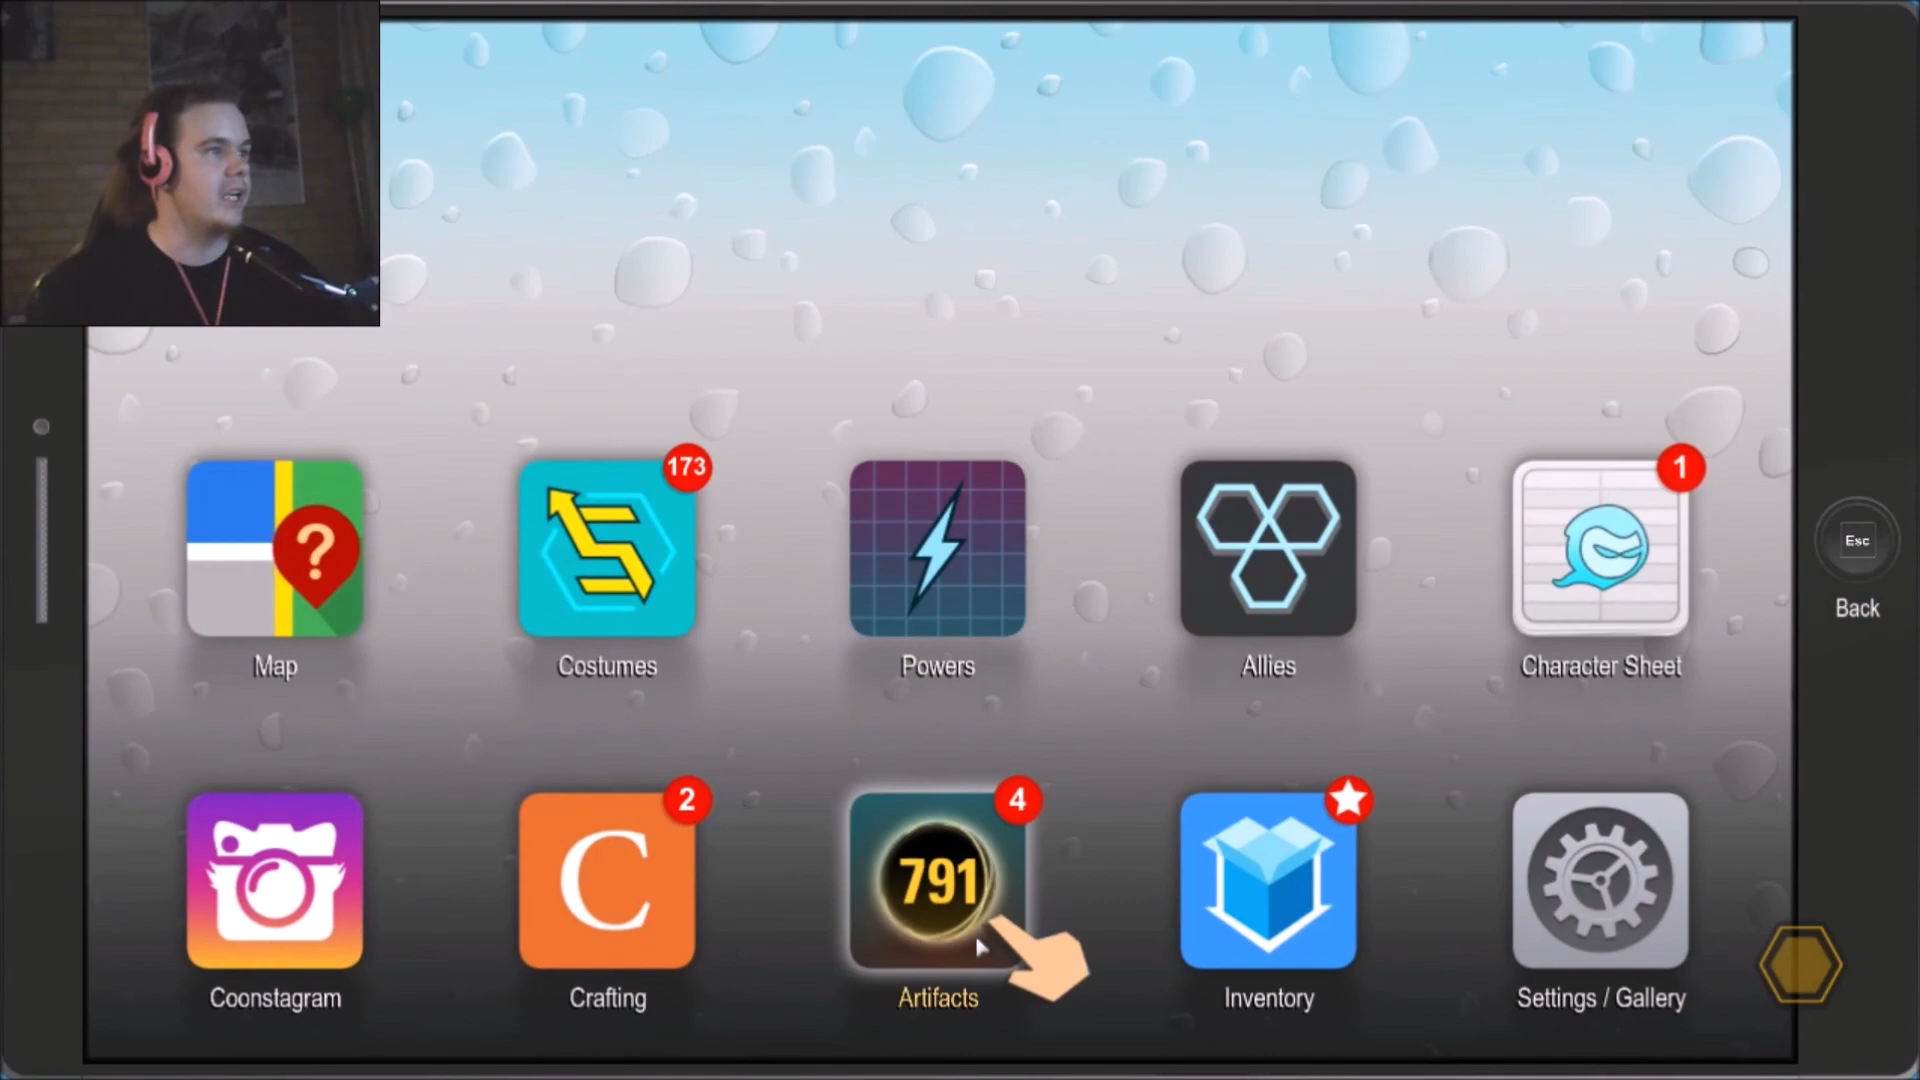 173
1
?
Map
Costumes
Powers
Allies
Character Sheet
Esc
Back
2
4
C
791
Coonstagram
Crafting
Artifacts
Inventory
Settings / Gallery